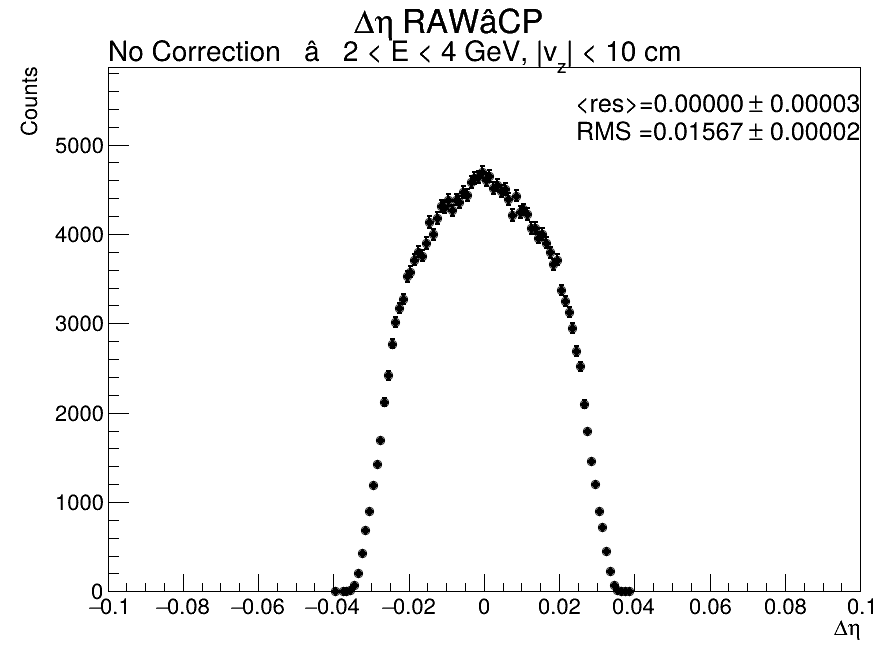 Δη RAWâCP
No Correction â 2 < E < 4 GeV, |v_z| < 10 cm
Counts
<res>=0.00000 ± 0.00003
RMS =0.01567 ± 0.00002
5000
4000
3000
2000
1000
0
−0.1 −0.08 −0.06 −0.04 −0.02 0 0.02 0.04 0.06 0.08 0.1
Δη